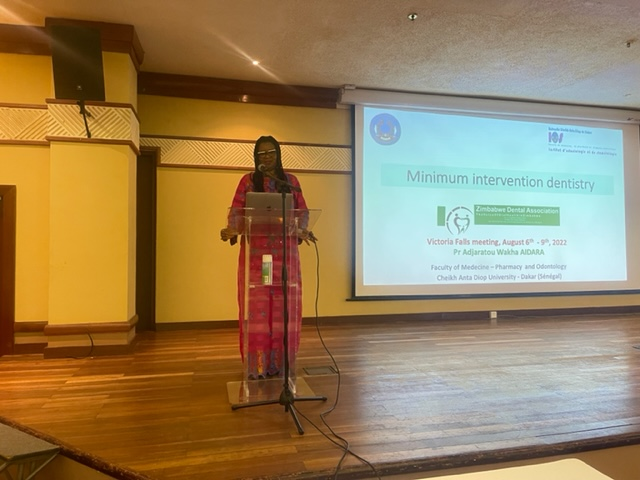 Minimum intervention dentistry
Zimbabwe Dental Association
Victoria Falls meeting, August 6th - 9th, 2022
Pr Adjaratou Wakha AIDARA
Faculty of Medecine – Pharmacy and Odontology
Cheikh Anta Diop University - Dakar (Sénégal)